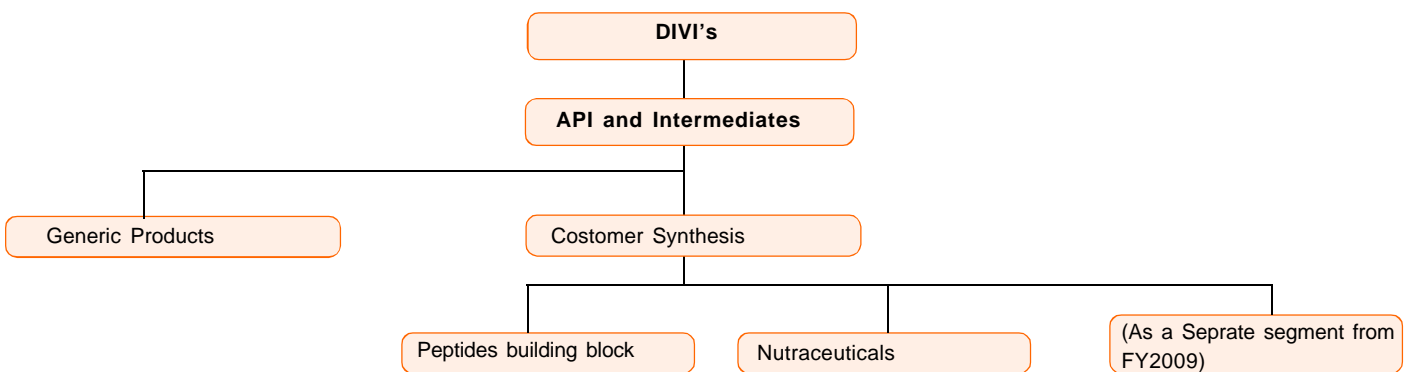 DIVI's
API and Intermediates
Generic Products
Costomer Synthesis
Peptides building block
Nutraceuticals
(As a Seprate segment from
FY2009)